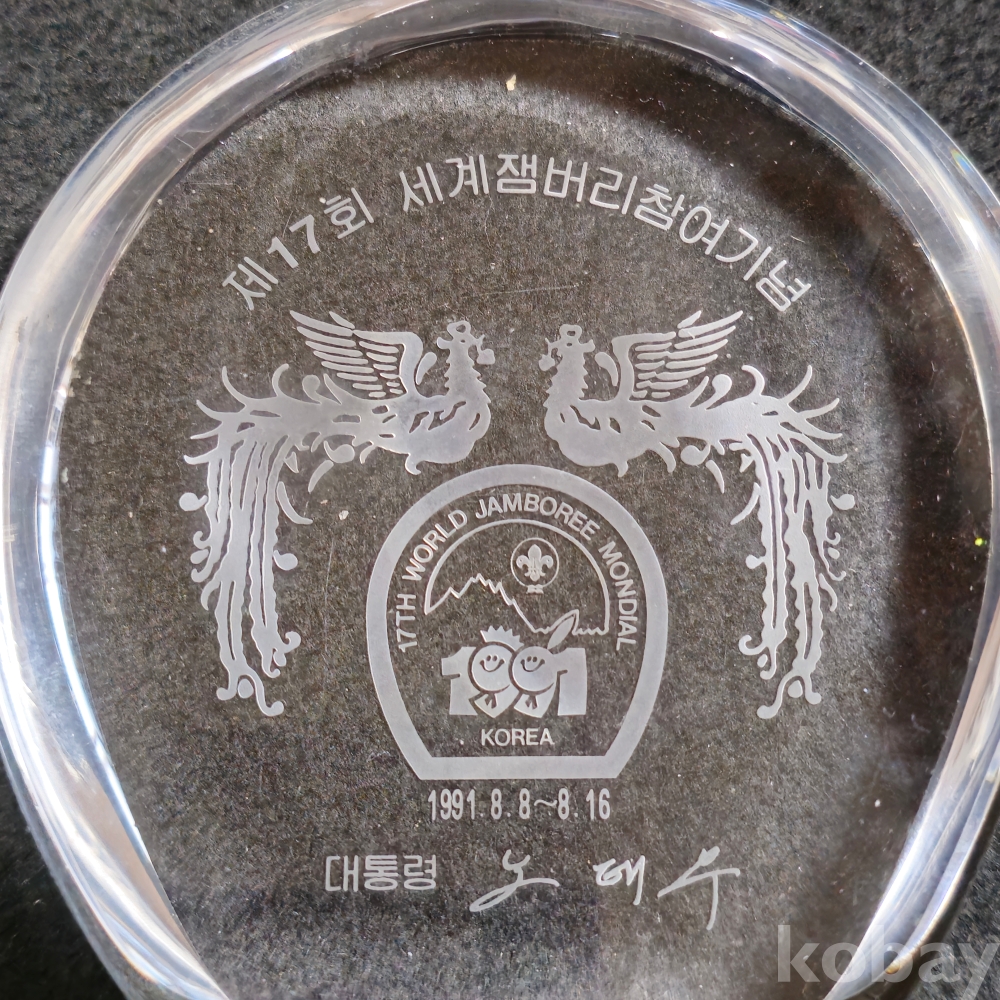 제17회 세계잼버리참여기념
17TH WORLD JAMBOREE MONDIAL
1991
KOREA
1991.8.8~8.16
대통령 노태우
kobay